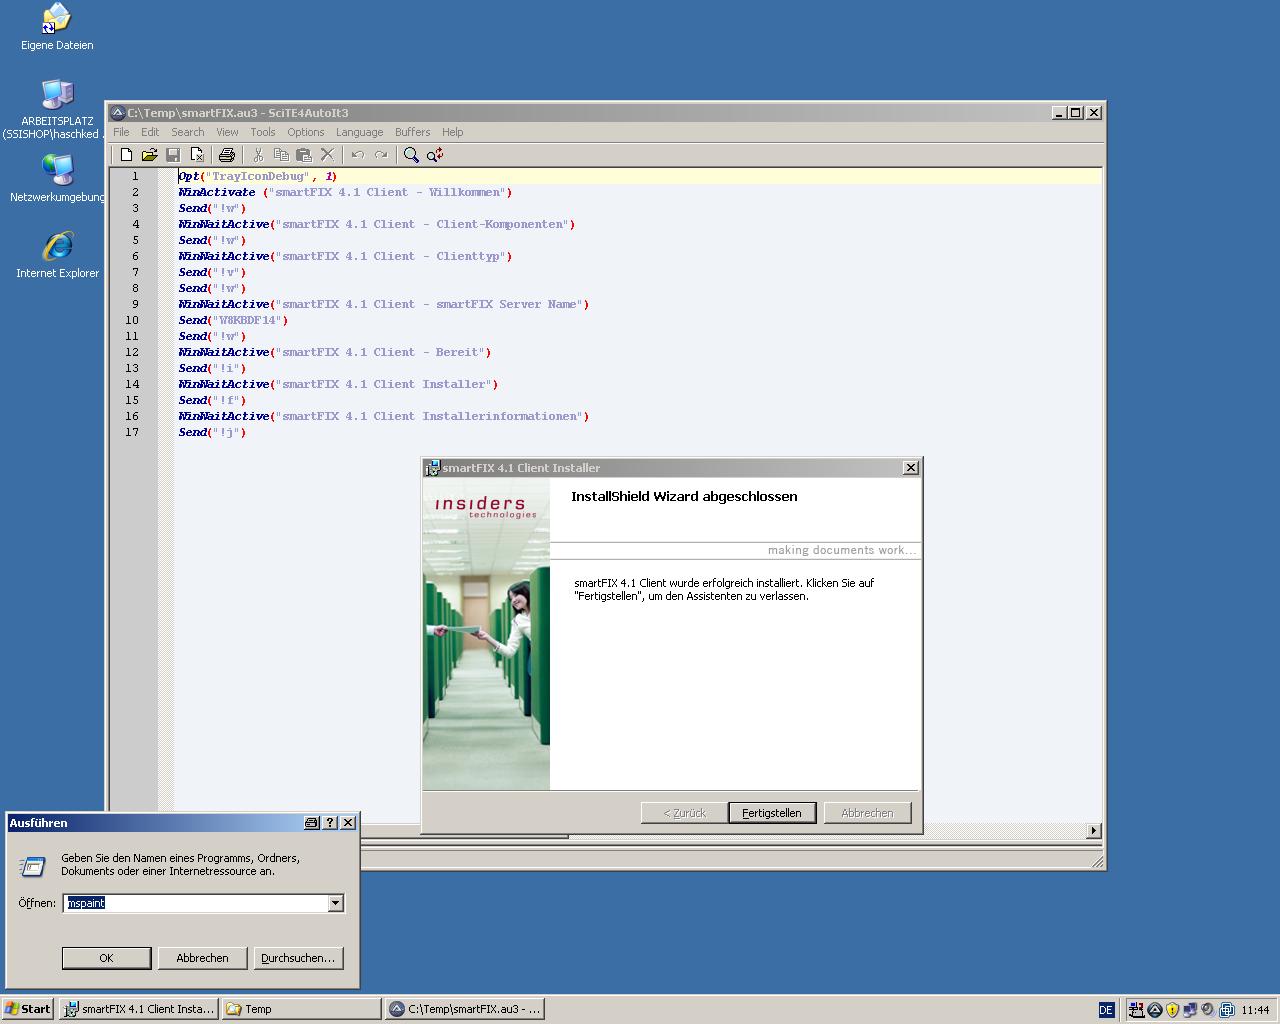 Eigene Dateien
ARBEITSPLATZ
(SSISHOP\haschked .
Netzwerkumgebung
Internet Explorer
C:\Temp\smartFIX.au3 - SciTE4AutoIt3
File Edit Search View Tools Options Language Buffers Help
1 Opt("TrayIconDebug", 1)
2 WinActivate ("smartFIX 4.1 Client - Willkommen")
3 Send("!w")
4 WinWaitActive("smartFIX 4.1 Client - Client-Komponenten")
5 Send("!w")
6 WinWaitActive("smartFIX 4.1 Client - Clienttyp")
7 Send("!v")
8 Send("!w")
9 WinWaitActive("smartFIX 4.1 Client - smartFIX Server Name")
10 Send("W8KBDF14")
11 Send("!w")
12 WinWaitActive("smartFIX 4.1 Client - Bereit")
13 Send("!i")
14 WinWaitActive("smartFIX 4.1 Client Installer")
15 Send("!f")
16 WinWaitActive("smartFIX 4.1 Client Installerinformationen")
17 Send("!j")
smartFIX 4.1 Client Installer
insiders
technologies
InstallShield Wizard abgeschlossen
making documents work...
smartFIX 4.1 Client wurde erfolgreich installiert. Klicken Sie auf
"Fertigstellen", um den Assistenten zu verlassen.
< Zurück Fertigstellen Abbrechen
Ausführen
Geben Sie den Namen eines Programms, Ordners,
Dokuments oder einer Internetressource an.
Öffnen: mspaint
OK Abbrechen Durchsuchen...
Start smartFIX 4.1 Client Insta... Temp C:\Temp\smartFIX.au3 - ... DE 11:44